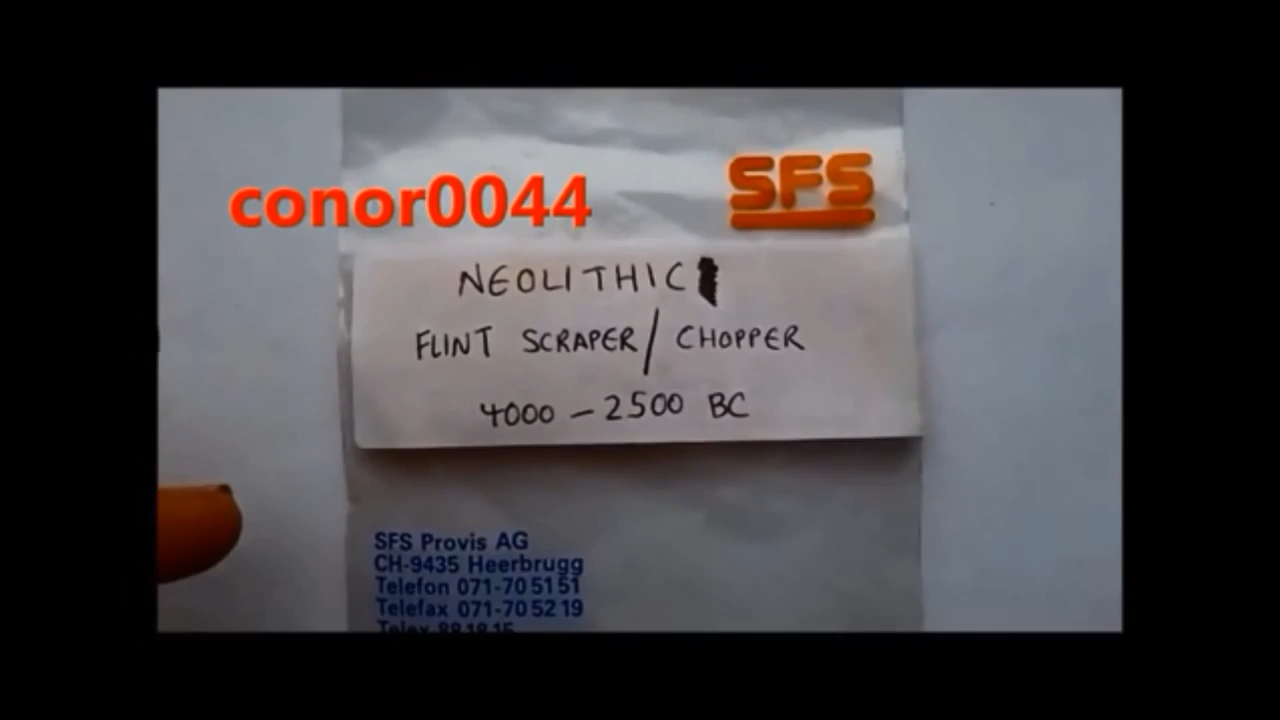 conor0044
SFS
NEOLITHIC
FLINT SCRAPER / CHOPPER
4000 - 2500 BC
SFS Provis AG
CH-9435 Heerbrugg
Telefon 071-70 51 51
Telefax 071-70 52 19